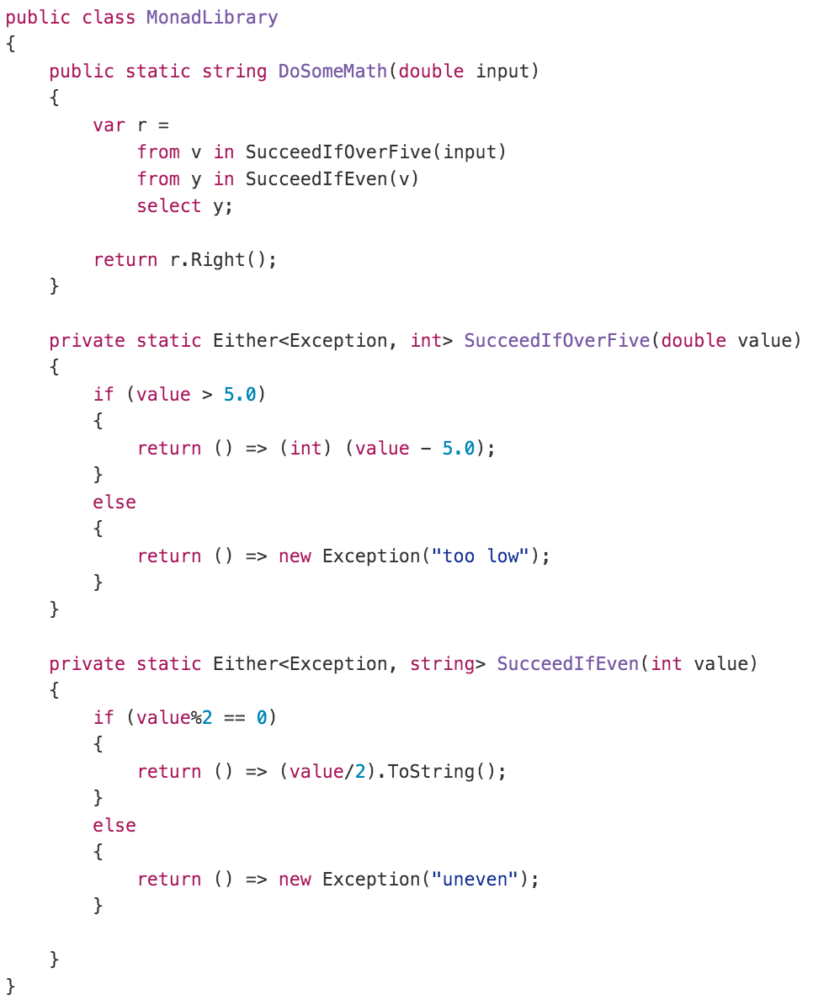 public class MonadLibrary
{
    public static string DoSomeMath(double input)
    {
        var r =
            from v in SucceedIfOverFive(input)
            from y in SucceedIfEven(v)
            select y;

        return r.Right();
    }

    private static Either<Exception, int> SucceedIfOverFive(double value)
    {
        if (value > 5.0)
        {
            return () => (int) (value - 5.0);
        }
        else
        {
            return () => new Exception("too low");
        }
    }

    private static Either<Exception, string> SucceedIfEven(int value)
    {
        if (value%2 == 0)
        {
            return () => (value/2).ToString();
        }
        else
        {
            return () => new Exception("uneven");
        }

    }
}